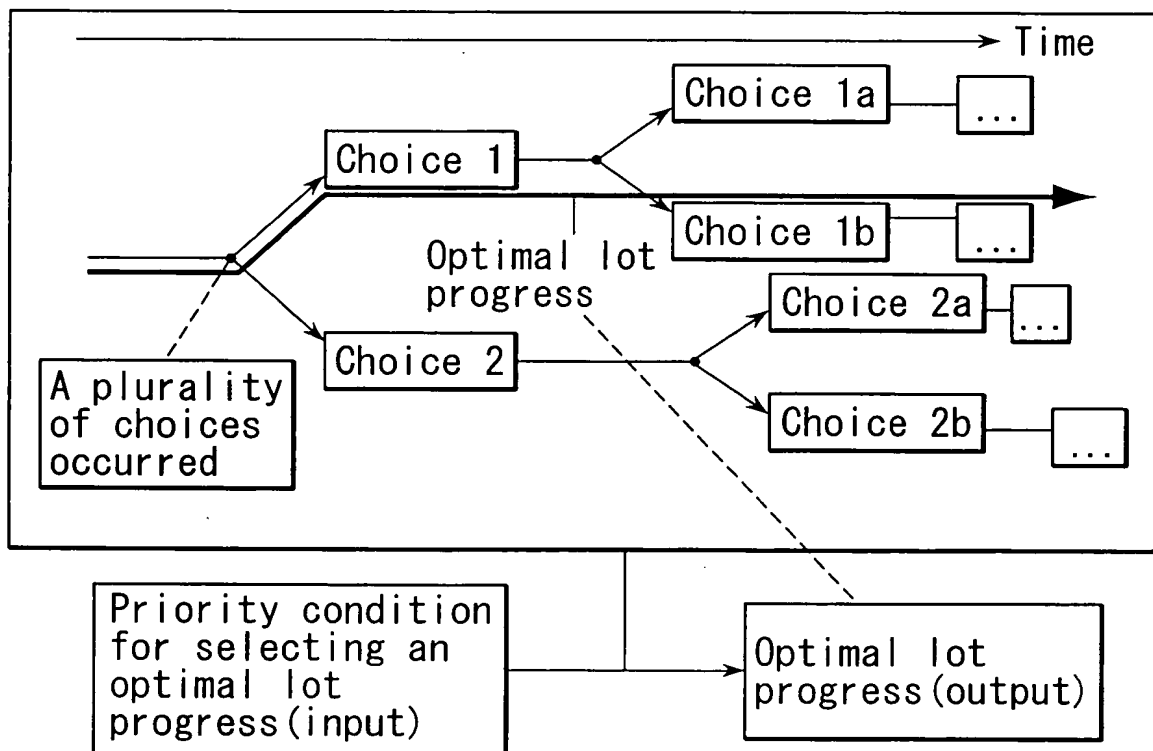 Time
Choice 1a
...
Choice 1
Choice 1b
...
Optimal lot
progress
Choice 2a
...
Choice 2
A plurality
of choices
occurred
Choice 2b
...
Priority condition
for selecting an
optimal lot
progress(input)
Optimal lot
progress(output)